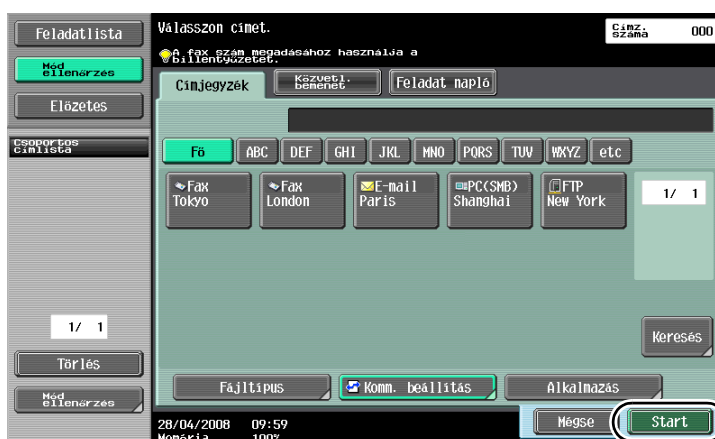 Feladatlista
Mód
ellenőrzés
Előzetes
Csoportos
címlista
1/ 1
Törlés
Mód
ellenőrzés
Válasszon címet.
Címz.
száma 000
A fax szám megadásához használja a
billentyűzetet.
Címjegyzék
Közvetl.
bemenet
Feladat napló
Fő ABC DEF GHI JKL MNO PQRS TUV WXYZ etc
Fax
Tokyo
Fax
London
E-mail
Paris
PC(SMB)
Shanghai
FTP
New York
1/ 1
Keresés
Fájltípus
Komm. beállítás
Alkalmazás
28/04/2008 09:59
Memória 100%
Mégse
Start